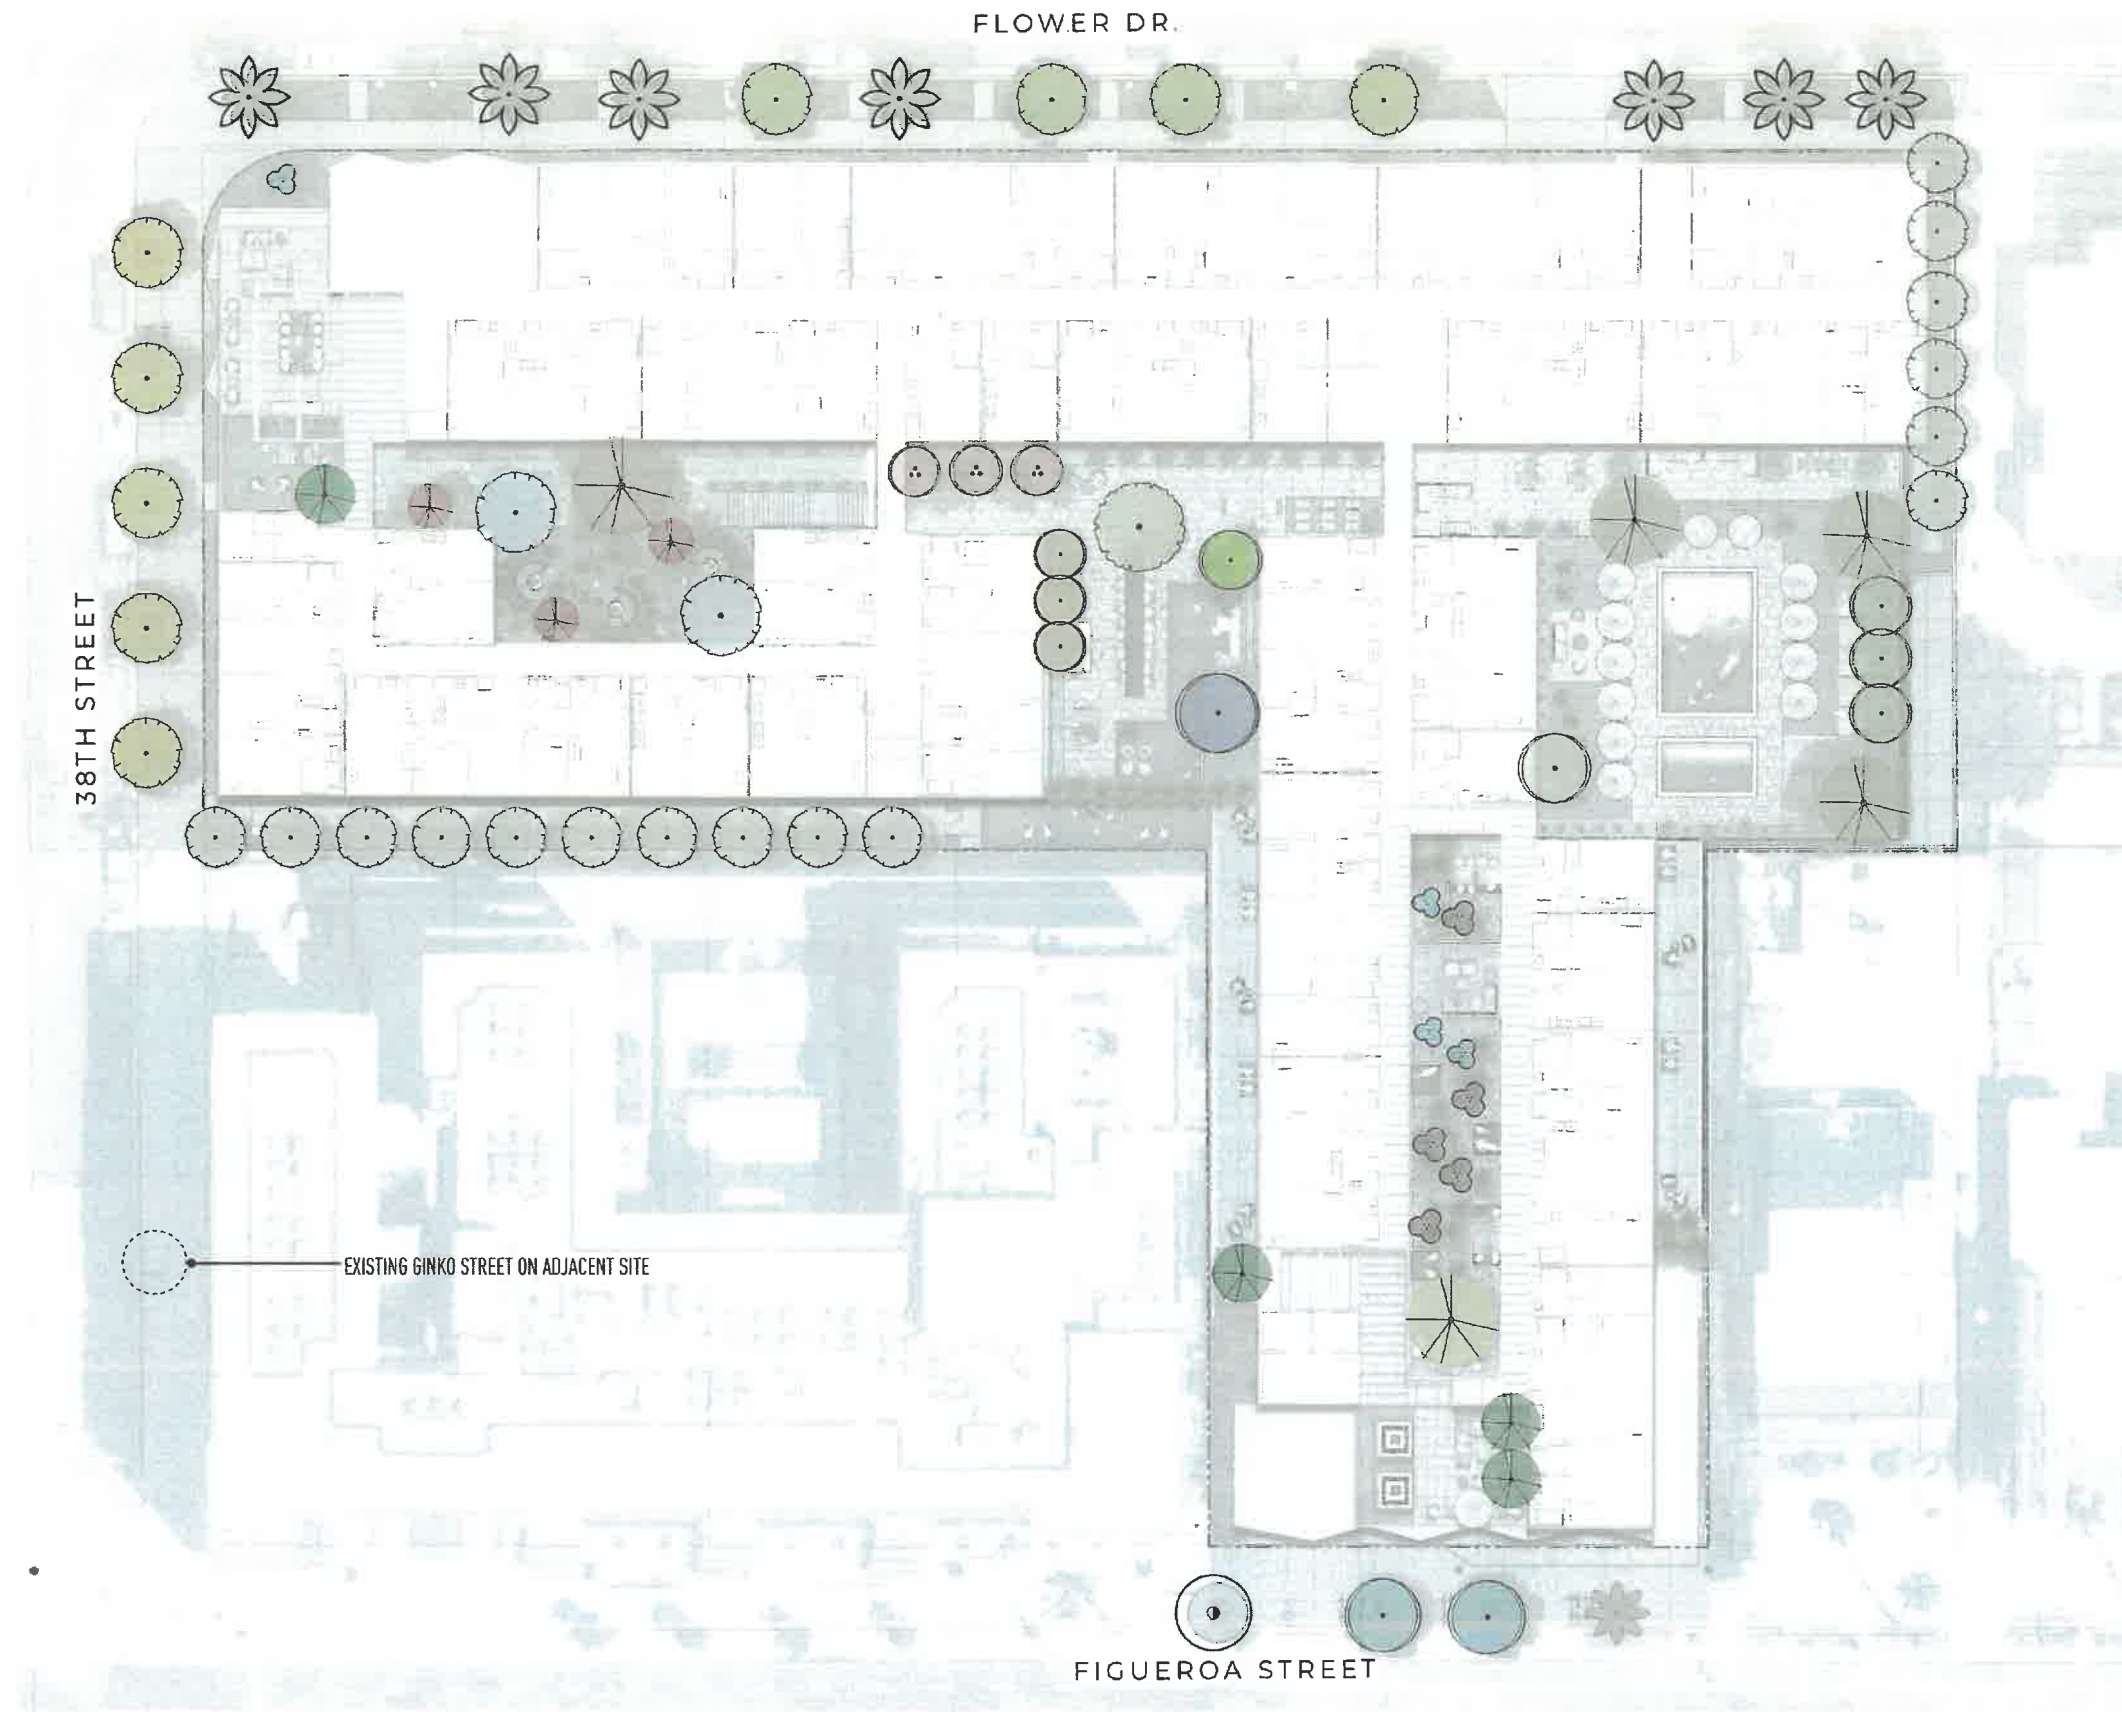 FLOWER DR.
38TH STREET
EXISTING GINKO STREET ON ADJACENT SITE
FIGUEROA STREET